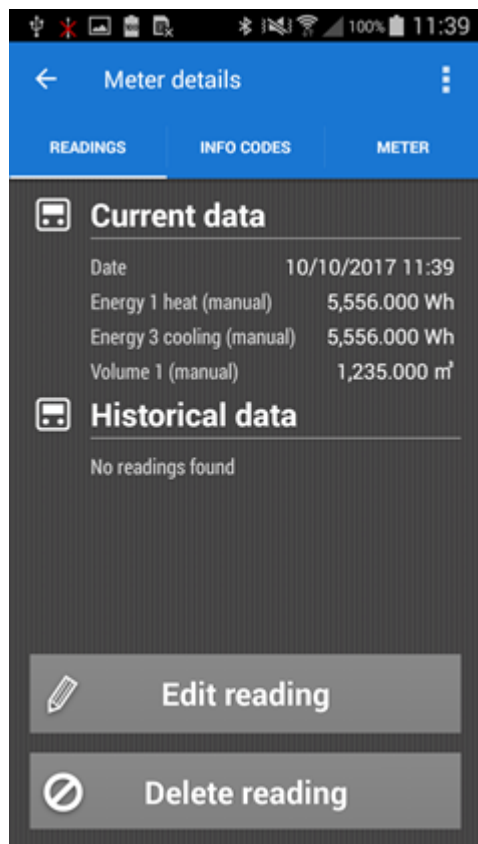 100% 11:39
Meter details
READINGS INFO CODES METER
Current data
Date 10/10/2017 11:39
Energy 1 heat (manual) 5,556.000 Wh
Energy 3 cooling (manual) 5,556.000 Wh
Volume 1 (manual) 1,235.000 m³
Historical data
No readings found
Edit reading
Delete reading